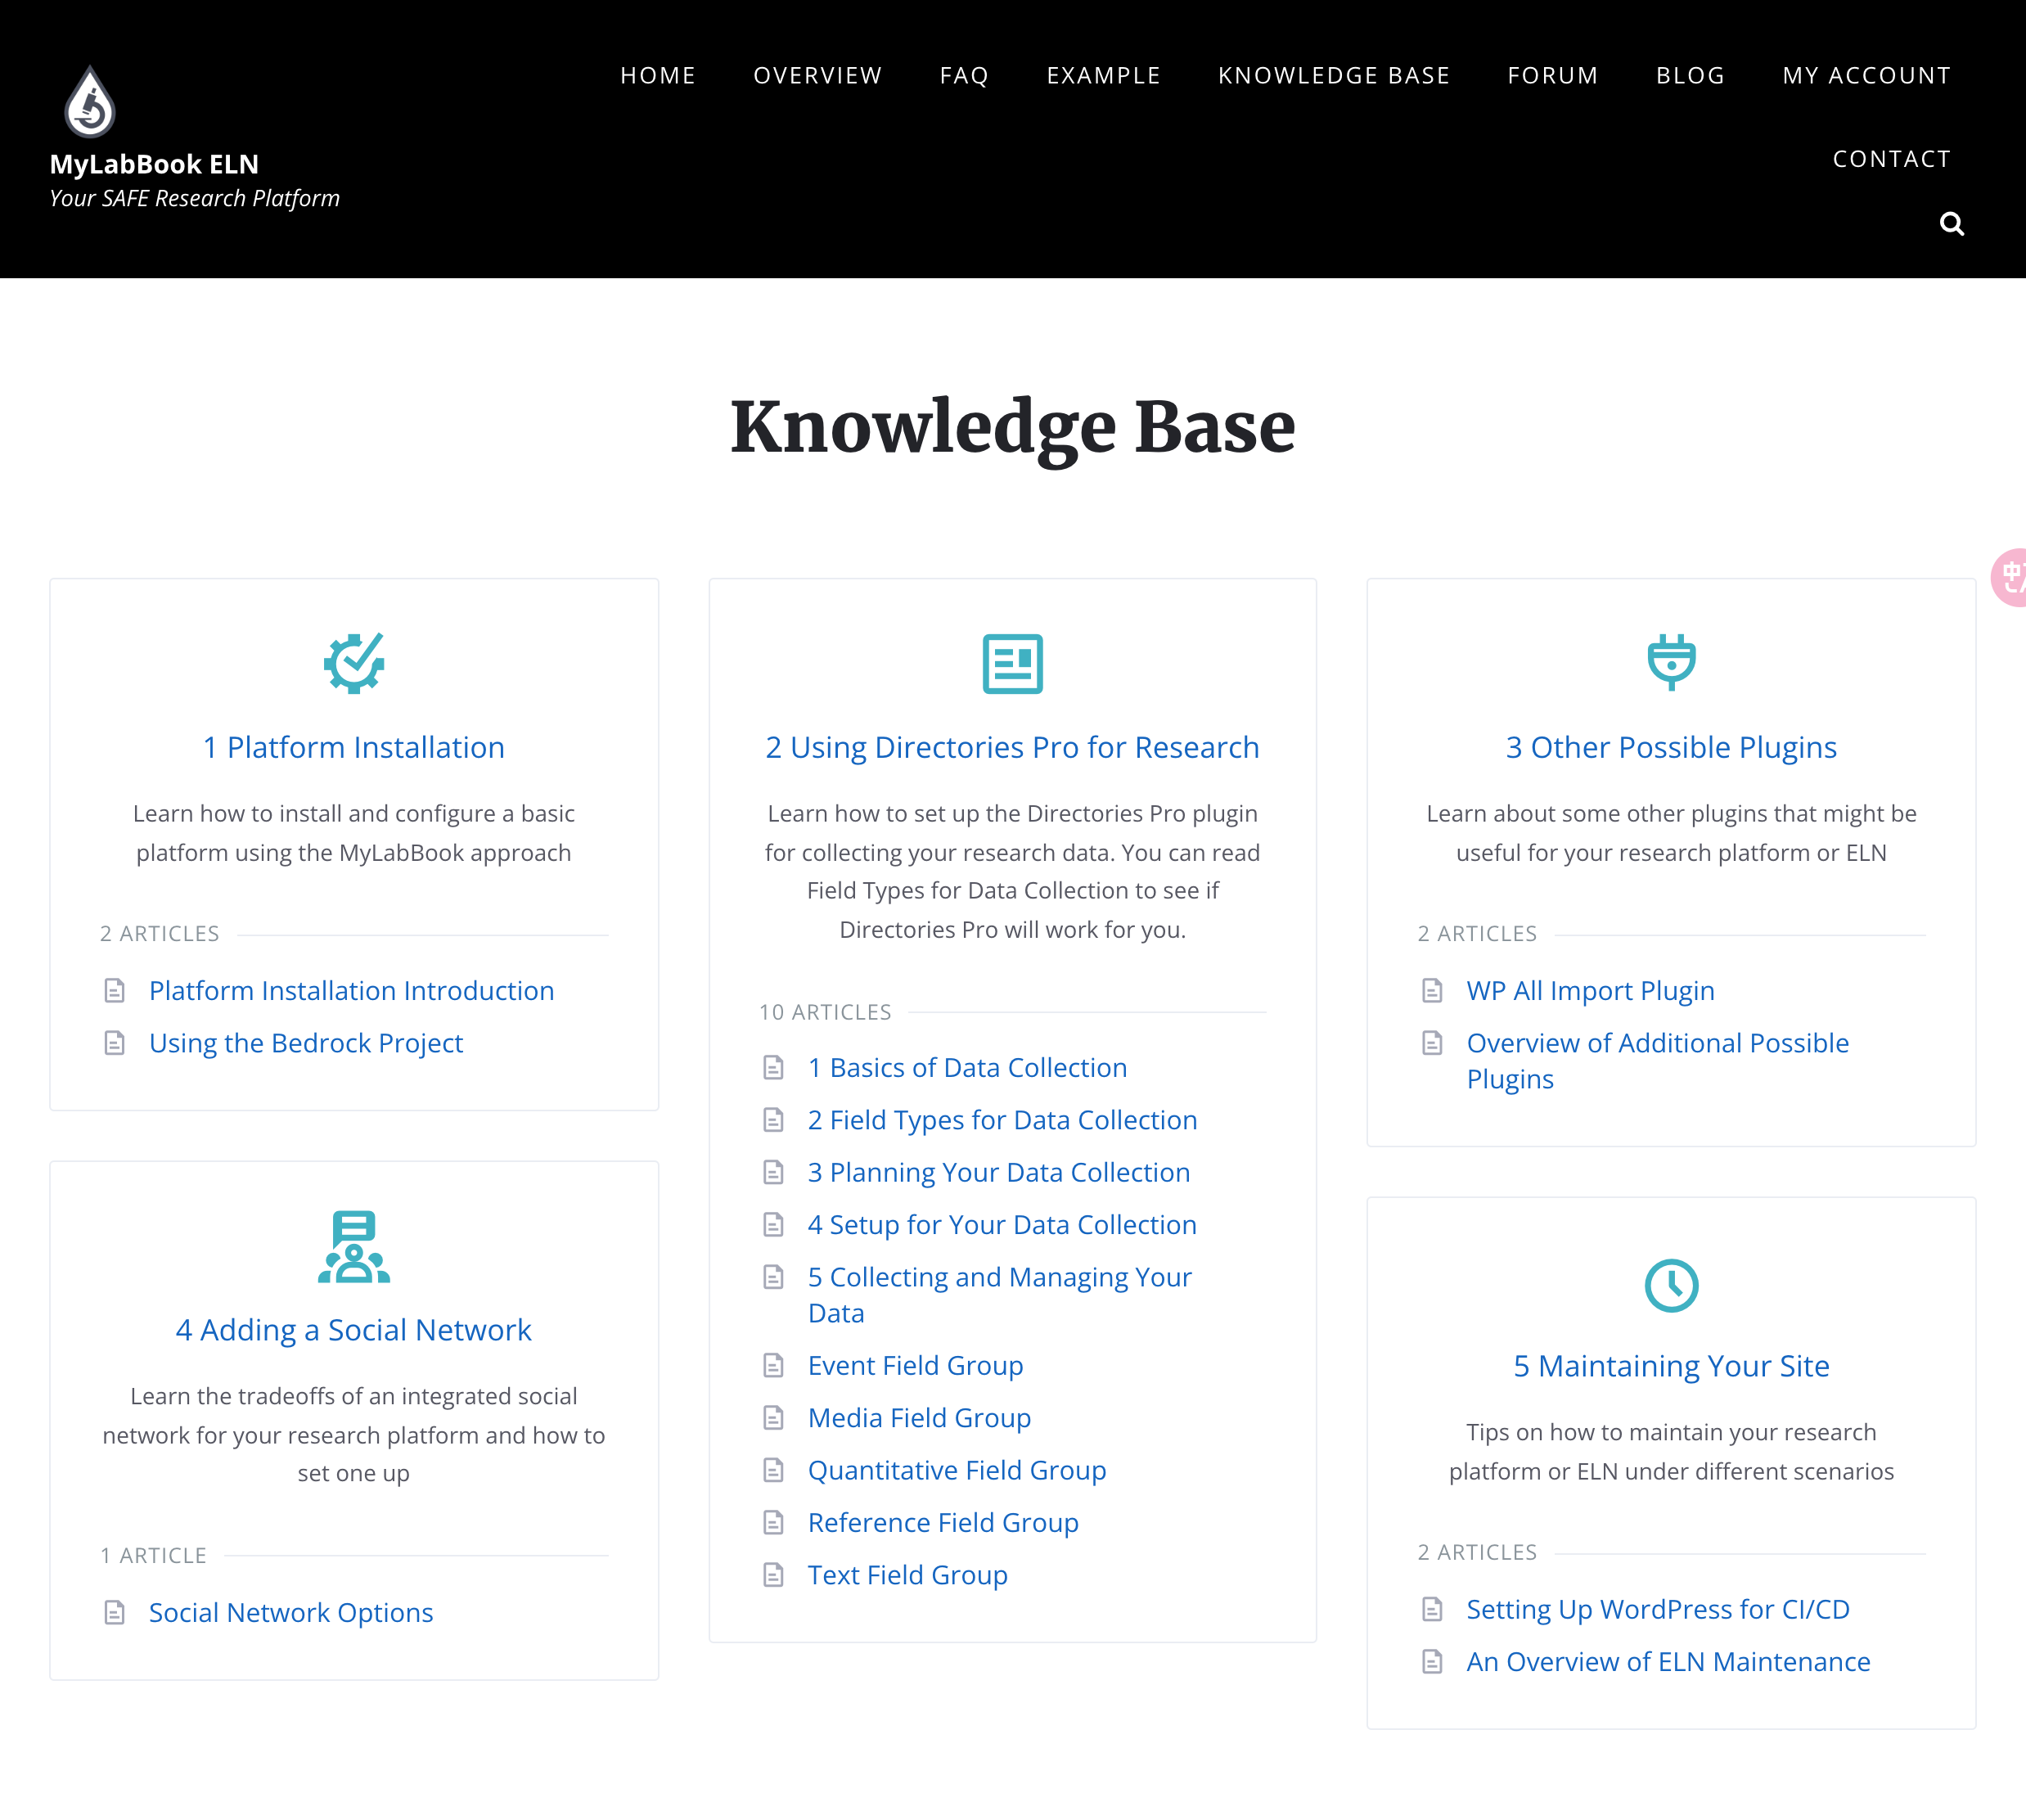 MyLabBook ELN
Your SAFE Research Platform
HOME OVERVIEW FAQ EXAMPLE KNOWLEDGE BASE FORUM BLOG MY ACCOUNT
CONTACT
Knowledge Base
1 Platform Installation
Learn how to install and configure a basic
platform using the MyLabBook approach
2 ARTICLES
Platform Installation Introduction
Using the Bedrock Project
2 Using Directories Pro for Research
Learn how to set up the Directories Pro plugin
for collecting your research data. You can read
Field Types for Data Collection to see if
Directories Pro will work for you.
10 ARTICLES
1 Basics of Data Collection
2 Field Types for Data Collection
3 Planning Your Data Collection
4 Setup for Your Data Collection
5 Collecting and Managing Your
Data
Event Field Group
Media Field Group
Quantitative Field Group
Reference Field Group
Text Field Group
3 Other Possible Plugins
Learn about some other plugins that might be
useful for your research platform or ELN
2 ARTICLES
WP All Import Plugin
Overview of Additional Possible
Plugins
4 Adding a Social Network
Learn the tradeoffs of an integrated social
network for your research platform and how to
set one up
1 ARTICLE
Social Network Options
5 Maintaining Your Site
Tips on how to maintain your research
platform or ELN under different scenarios
2 ARTICLES
Setting Up WordPress for CI/CD
An Overview of ELN Maintenance